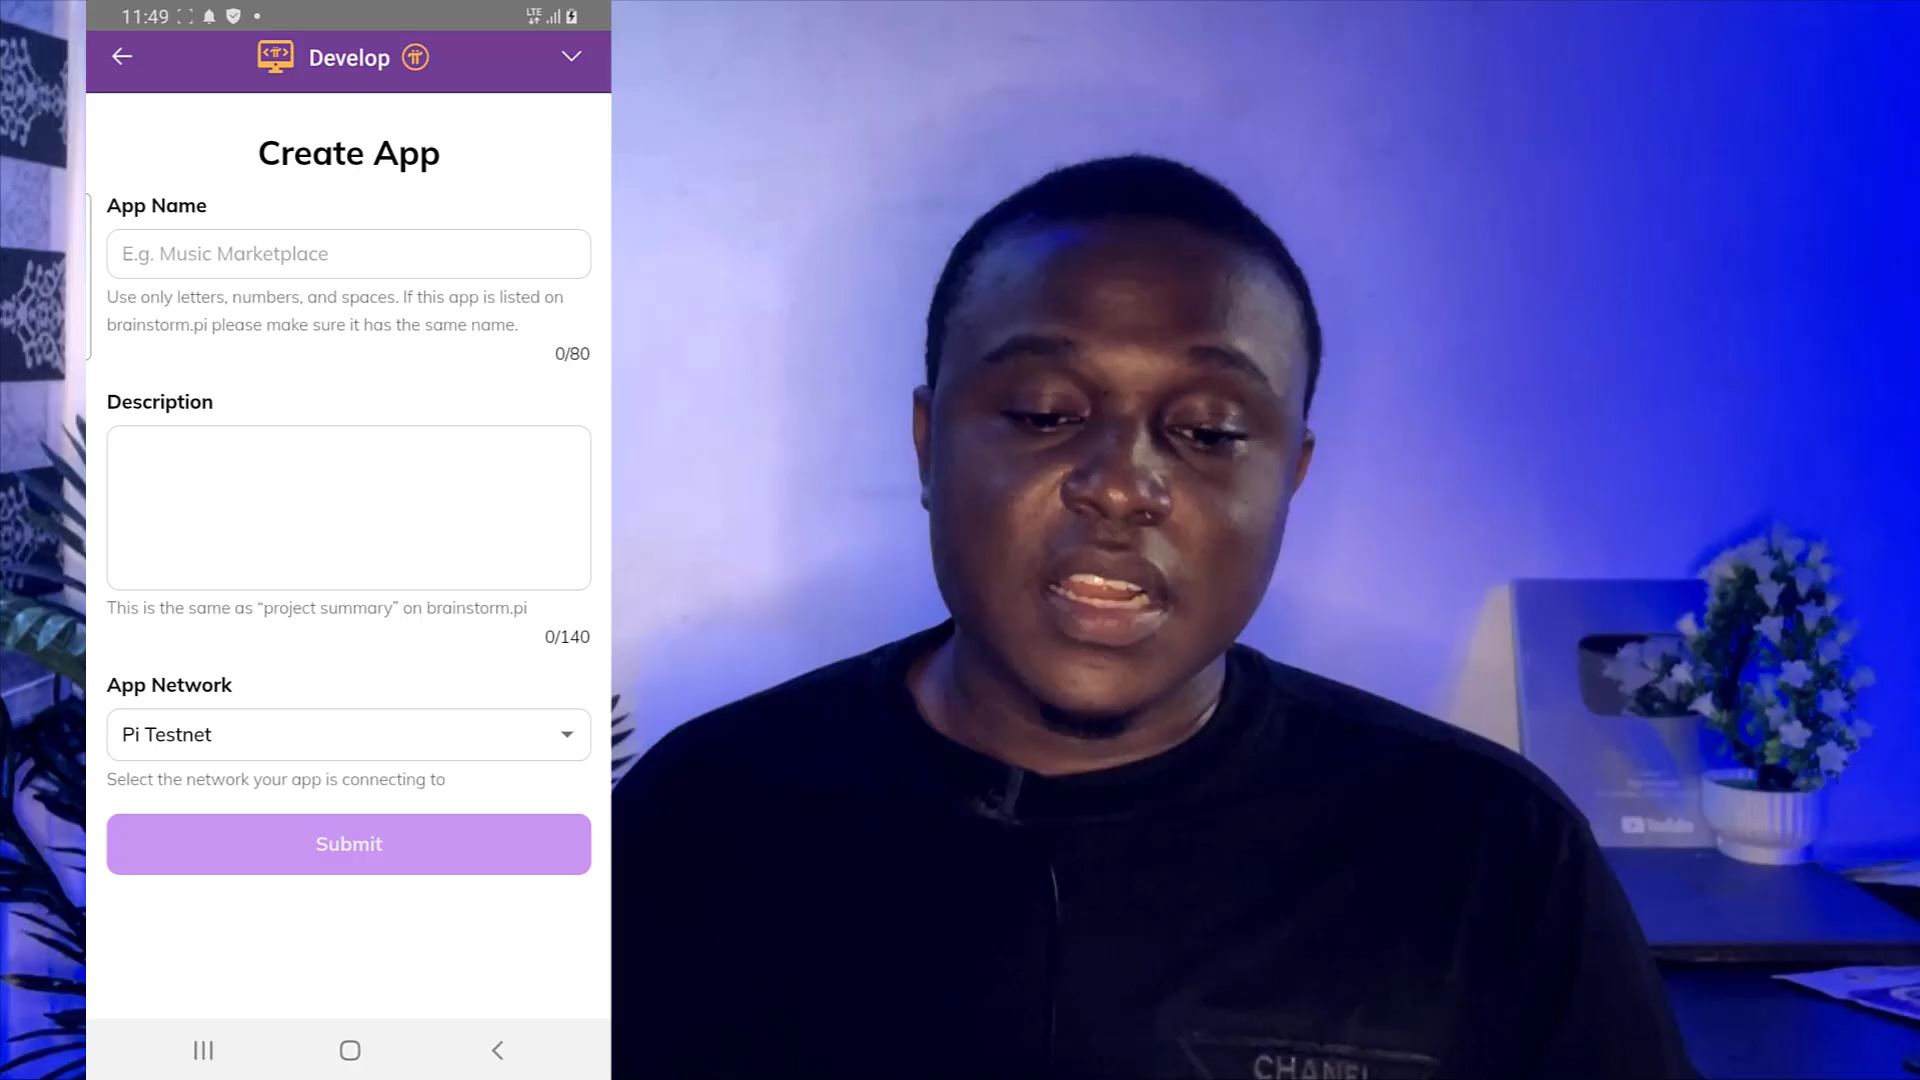 11:49
LTE
Develop
Create App
App Name
E.g. Music Marketplace
Use only letters, numbers, and spaces. If this app is listed on
brainstorm.pi please make sure it has the same name.
0/80
Description
This is the same as “project summary” on brainstorm.pi
0/140
App Network
Pi Testnet
Select the network your app is connecting to
Submit
YouTube
CHANEL